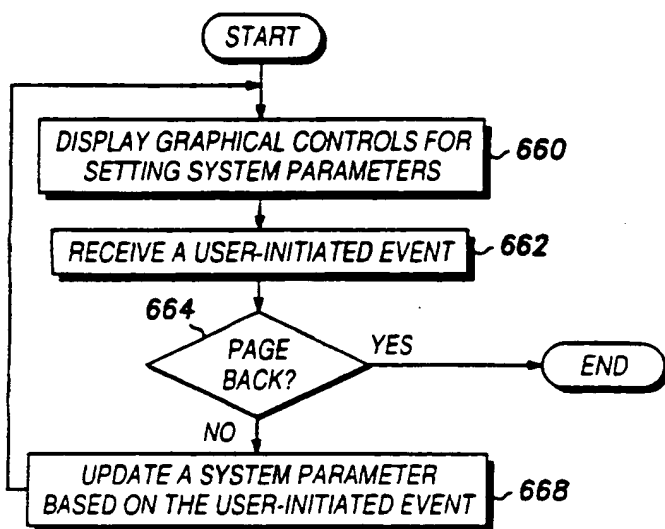 START
DISPLAY GRAPHICAL CONTROLS FOR
SETTING SYSTEM PARAMETERS
660
RECEIVE A USER-INITIATED EVENT
662
664
PAGE
BACK?
YES
END
NO
UPDATE A SYSTEM PARAMETER
BASED ON THE USER-INITIATED EVENT
668